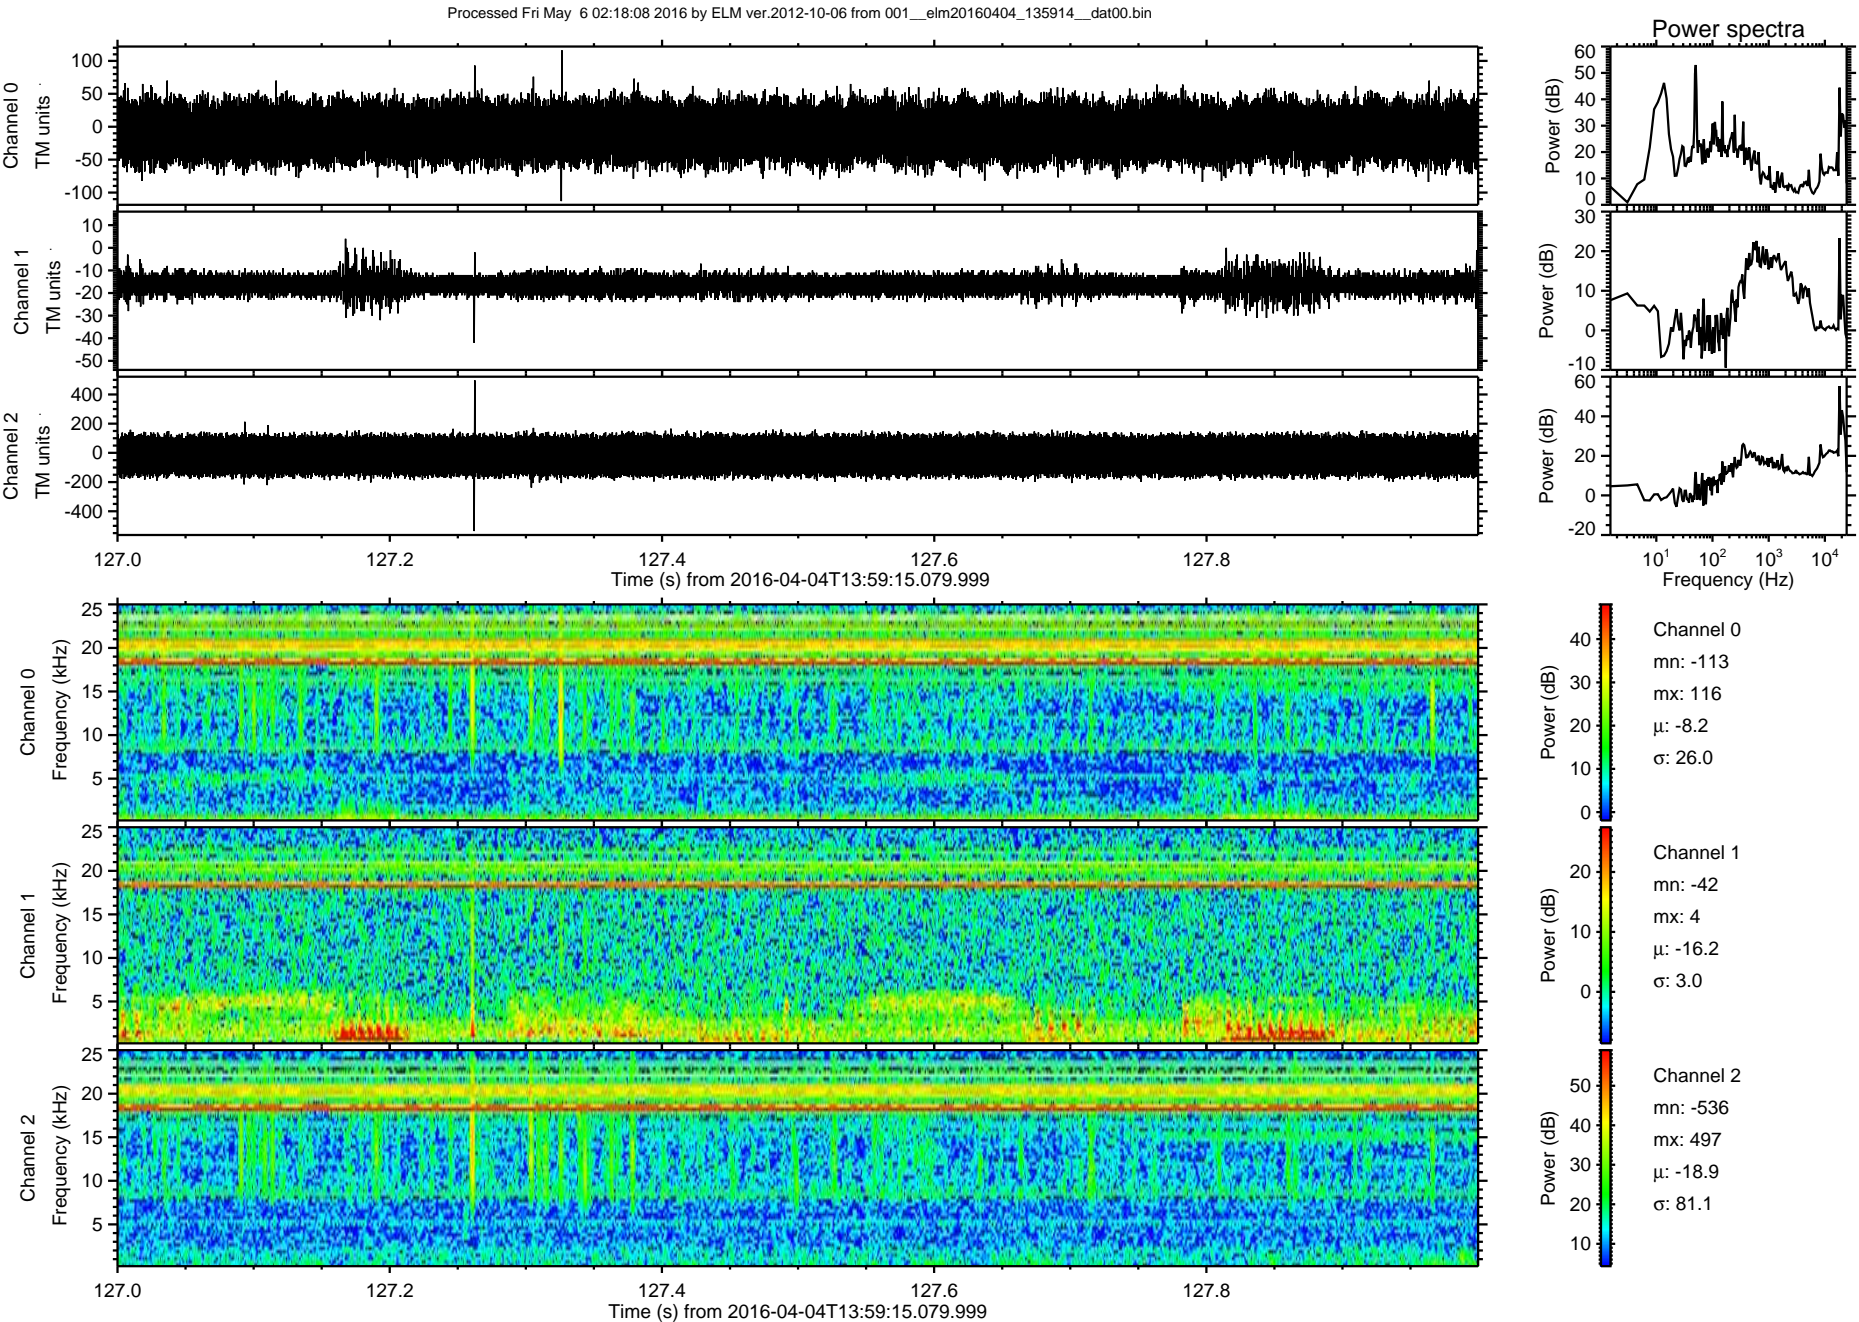 Processed Fri May  6 02:18:08 2016 by ELM ver.2012-10-06 from 001__elm20160404_135914__dat00.bin
Power spectra
Channel 0
TM units
100
50
0
-50
-100
Power (dB)
60
50
40
30
20
10
0
Channel 1
TM units
10
0
-10
-20
-30
-40
-50
Power (dB)
30
20
10
0
-10
Channel 2
TM units
400
200
0
-200
-400
Power (dB)
60
40
20
0
-20
127.0 127.2 127.4 127.6 127.8
Time (s) from 2016-04-04T13:59:15.079.999
10¹ 10² 10³ 10⁴
Frequency (Hz)
Channel 0
Frequency (kHz)
25
20
15
10
5
Power (dB)
40
30
20
10
0
Channel 0
mn: -113
mx: 116
μ: -8.2
σ: 26.0
Channel 1
Frequency (kHz)
25
20
15
10
5
Power (dB)
20
10
0
Channel 1
mn: -42
mx: 4
μ: -16.2
σ: 3.0
Channel 2
Frequency (kHz)
25
20
15
10
5
Power (dB)
50
40
30
20
10
Channel 2
mn: -536
mx: 497
μ: -18.9
σ: 81.1
127.0 127.2 127.4 127.6 127.8
Time (s) from 2016-04-04T13:59:15.079.999